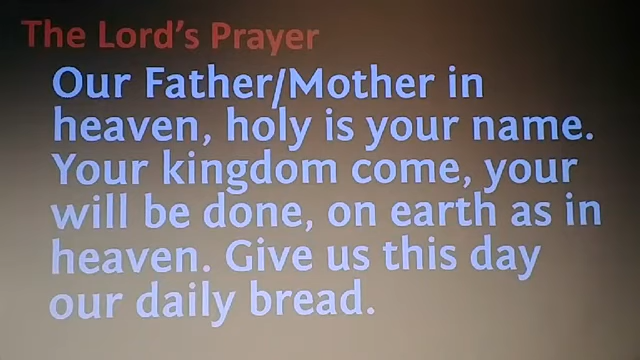 The Lord's Prayer
Our Father/Mother in
heaven, holy is your name.
Your kingdom come, your
will be done, on earth as in
heaven. Give us this day
our daily bread.